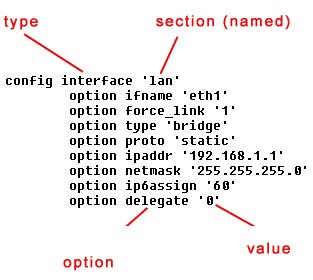 type
section (named)
config interface 'lan'
option ifname 'eth1'
option force_link '1'
option type 'bridge'
option proto 'static'
option ipaddr '192.168.1.1'
option netmask '255.255.255.0'
option ip6assign '60'
option delegate '0'
value
option